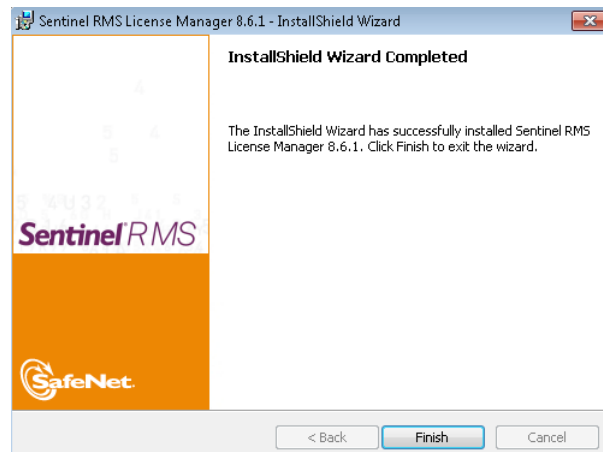 Sentinel RMS License Manager 8.6.1 - InstallShield Wizard
InstallShield Wizard Completed
The InstallShield Wizard has successfully installed Sentinel RMS
License Manager 8.6.1. Click Finish to exit the wizard.
Sentinel RMS
SafeNet.
< Back
Finish
Cancel